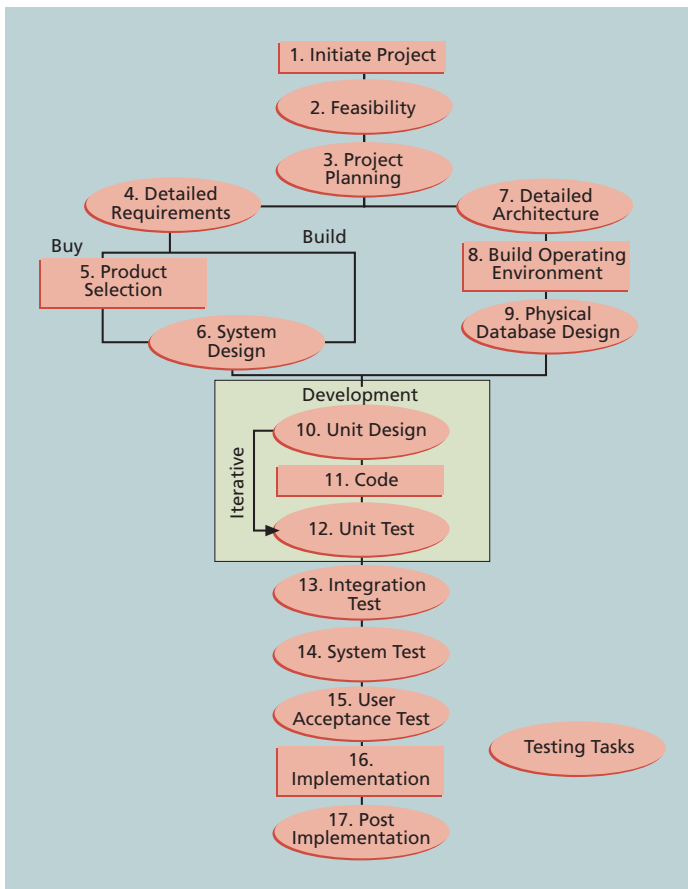 1. Initiate Project
2. Feasibility
3. Project
Planning
4. Detailed
Requirements
7. Detailed
Architecture
Buy
Build
5. Product
Selection
8. Build Operating
Environment
6. System
Design
9. Physical
Database Design
Development
10. Unit Design
Iterative
11. Code
12. Unit Test
13. Integration
Test
14. System Test
15. User
Acceptance Test
Testing Tasks
16.
Implementation
17. Post
Implementation